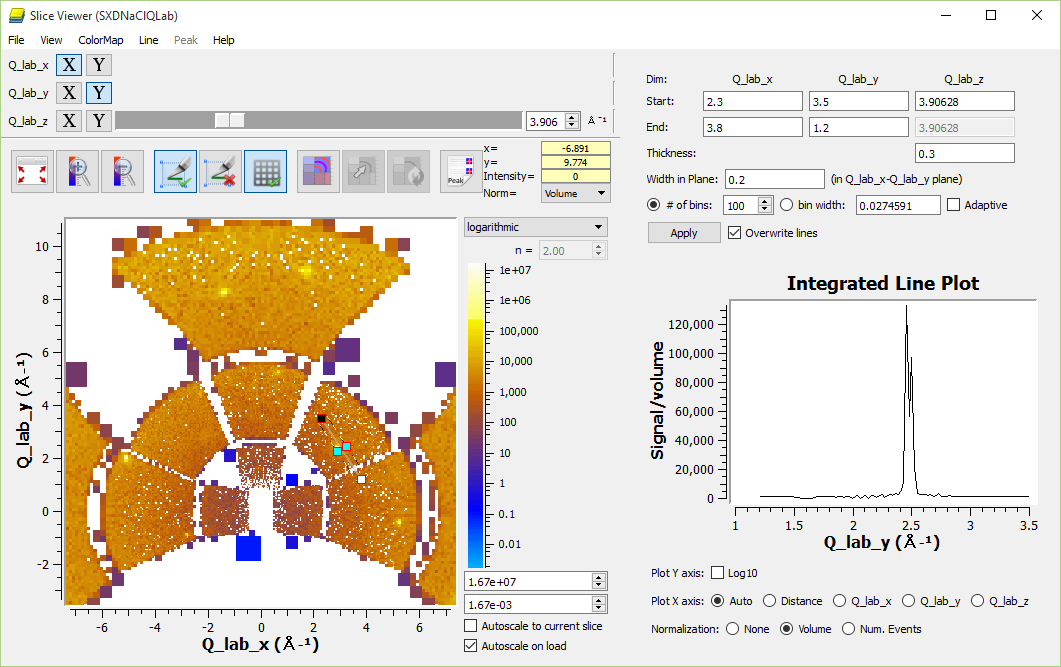 Slice Viewer (SXDNaClQLab)
File View ColorMap Line Peak Help
Q_lab_x X Y
Q_lab_y X Y
Q_lab_z X Y 3.906 Å⁻¹
x= -6.891
y= 9.774
Intensity= 0
Norm= Volume
Peak
logarithmic
n = 2.00
1e+07
1e+06
100,000
10,000
1,000
100
10
1
0.1
0.01
1.67e+07
1.67e-03
Autoscale to current slice
Autoscale on load
10
8
6
4
2
0
-2
Q_lab_y (Å-¹)
-6 -4 -2 0 2 4 6
Q_lab_x (Å-¹)
Dim: Q_lab_x Q_lab_y Q_lab_z
Start: 2.3 3.5 3.90628
End: 3.8 1.2 3.90628
Thickness: 0.3
Width in Plane: 0.2 (in Q_lab_x-Q_lab_y plane)
# of bins: 100 bin width: 0.0274591 Adaptive
Apply Overwrite lines
Integrated Line Plot
120,000
100,000
80,000
60,000
40,000
20,000
0
Signal/volume
1 1.5 2 2.5 3 3.5
Q_lab_y (Å-¹)
Plot Y axis: Log10
Plot X axis: Auto Distance Q_lab_x Q_lab_y Q_lab_z
Normalization: None Volume Num. Events